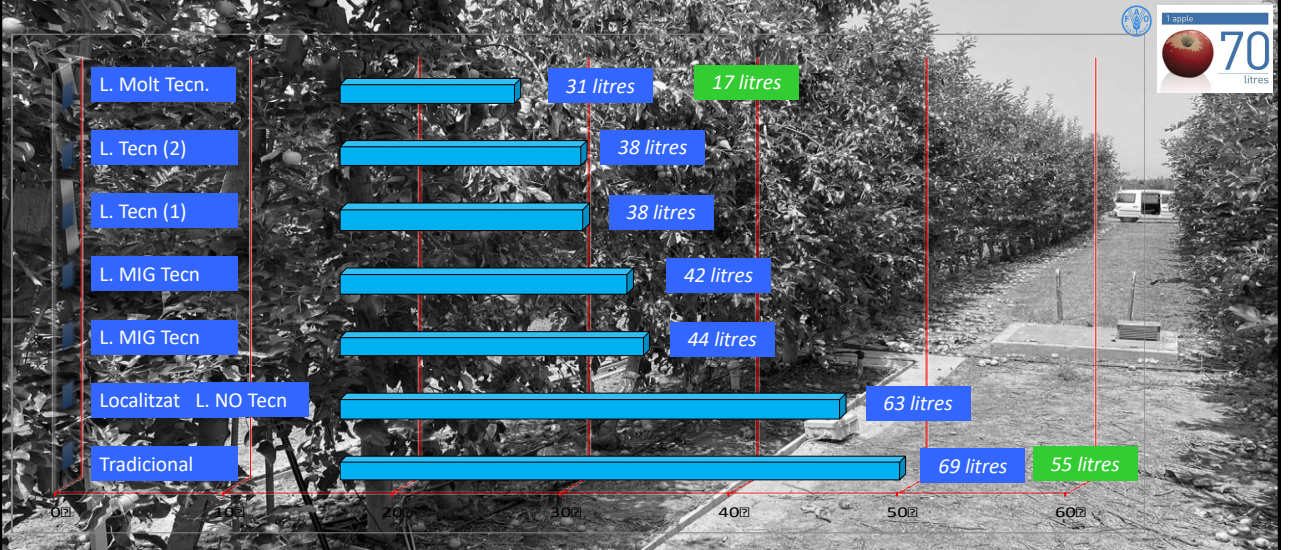 1 apple
70
litres
FAO
L. Molt Tecn.
31 litres
17 litres
L. Tecn (2)
38 litres
L. Tecn (1)
38 litres
L. MIG Tecn
42 litres
L. MIG Tecn
44 litres
Localitzat L. NO Tecn
63 litres
Tradicional
69 litres
55 litres
0 10 20 30 40 50 60